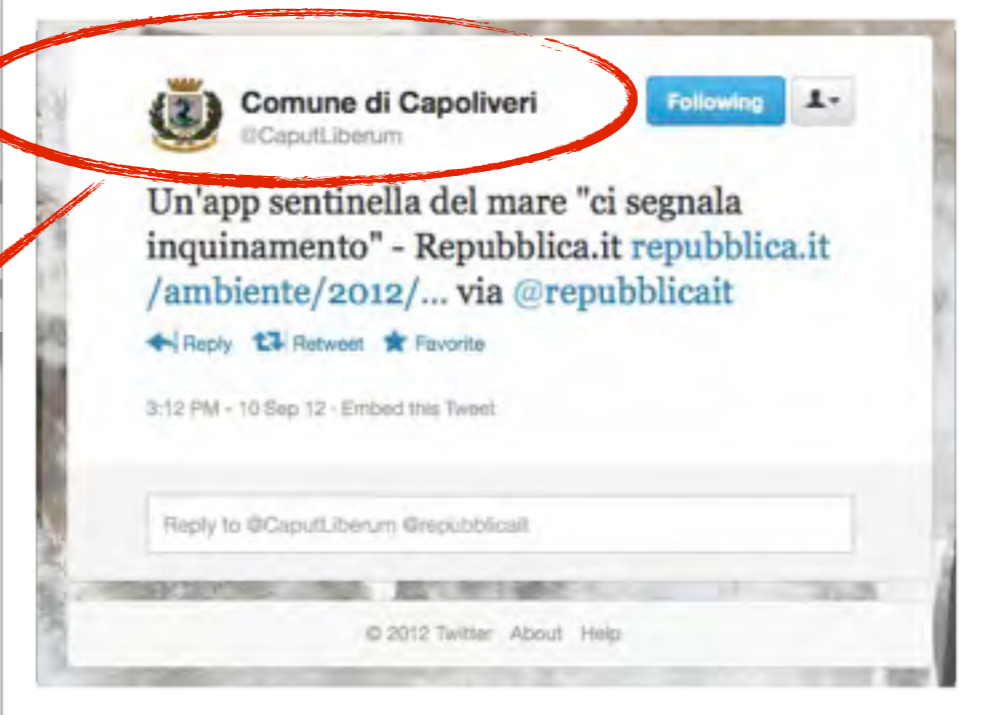 Comune di Capoliveri
@CaputLiberum
Following
Un'app sentinella del mare "ci segnala
inquinamento" - Repubblica.it repubblica.it
/ambiente/2012/... via @repubblicait
Reply Retweet Favorite
3:12 PM - 10 Sep 12 · Embed this Tweet
Reply to @CaputLiberum @repubblicait
© 2012 Twitter About Help